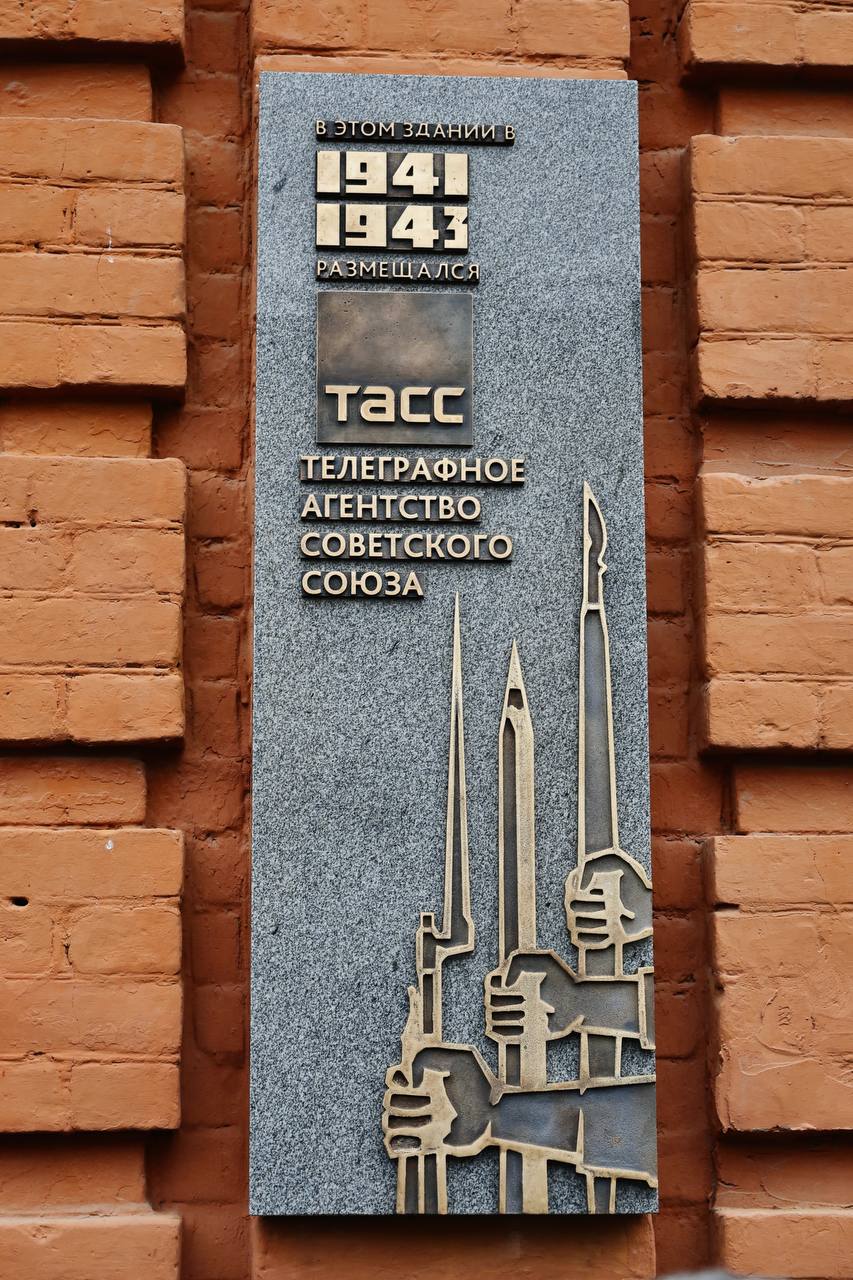 В ЭТОМ ЗДАНИИ В
1941
1943
РАЗМЕЩАЛСЯ
ТАСС
ТЕЛЕГРАФНОЕ
АГЕНТСТВО
СОВЕТСКОГО
СОЮЗА